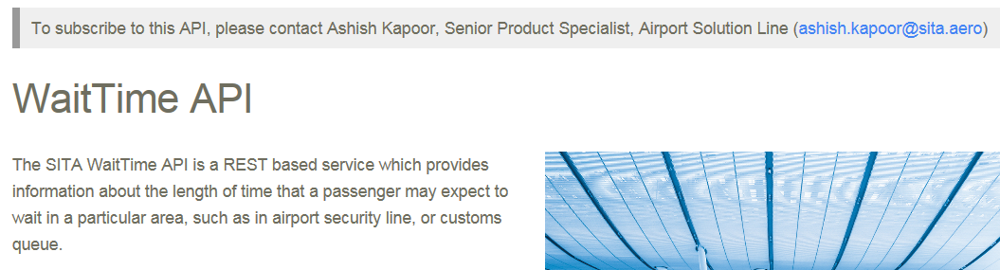 To subscribe to this API, please contact Ashish Kapoor, Senior Product Specialist, Airport Solution Line (ashish.kapoor@sita.aero)
WaitTime API
The SITA WaitTime API is a REST based service which provides
information about the length of time that a passenger may expect to
wait in a particular area, such as in airport security line, or customs
queue.